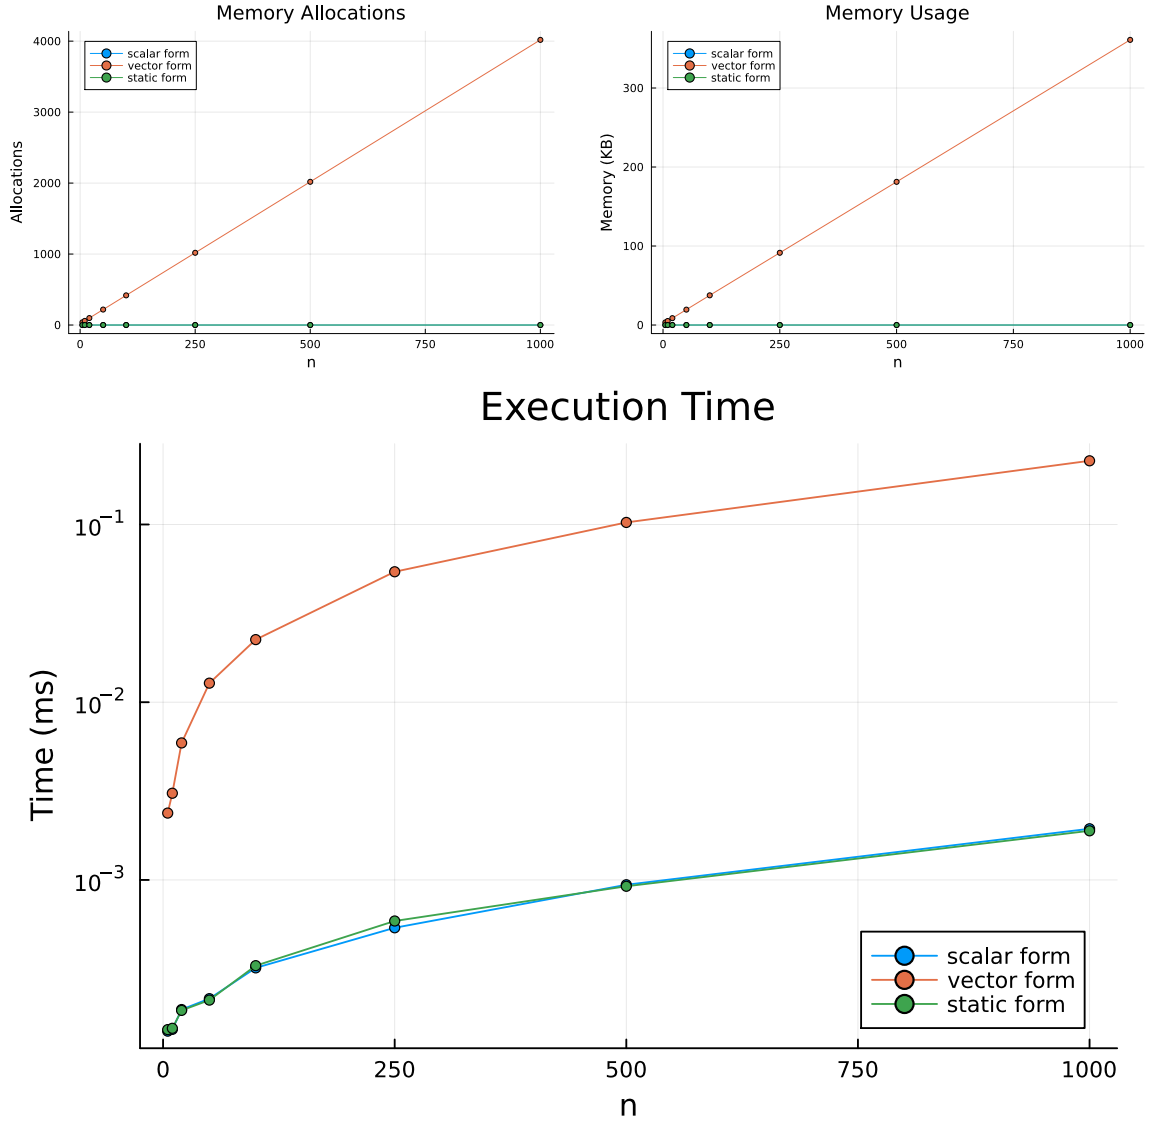 Memory Allocations
Allocations
4000
3000
2000
1000
0
scalar form
vector form
static form
0
250
500
750
1000
n
Memory Usage
Memory (KB)
300
200
100
0
scalar form
vector form
static form
0
250
500
750
1000
n
Execution Time
Time (ms)
10⁻¹
10⁻²
10⁻³
scalar form
vector form
static form
0
250
500
750
1000
n